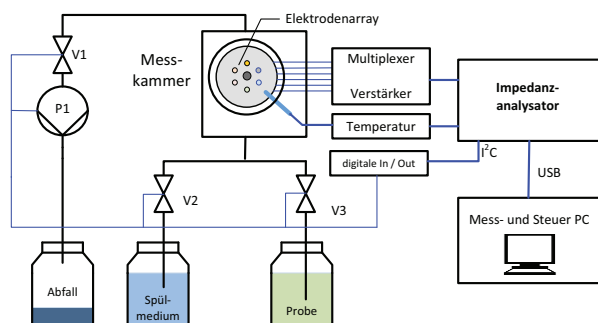 Elektrodenarray
V1
Mess-
kammer
Multiplexer
Verstärker
Impedanz-
analysator
P1
Temperatur
digitale In / Out
I²C
USB
V2
V3
Mess- und Steuer PC
Abfall
Spül-
medium
Probe